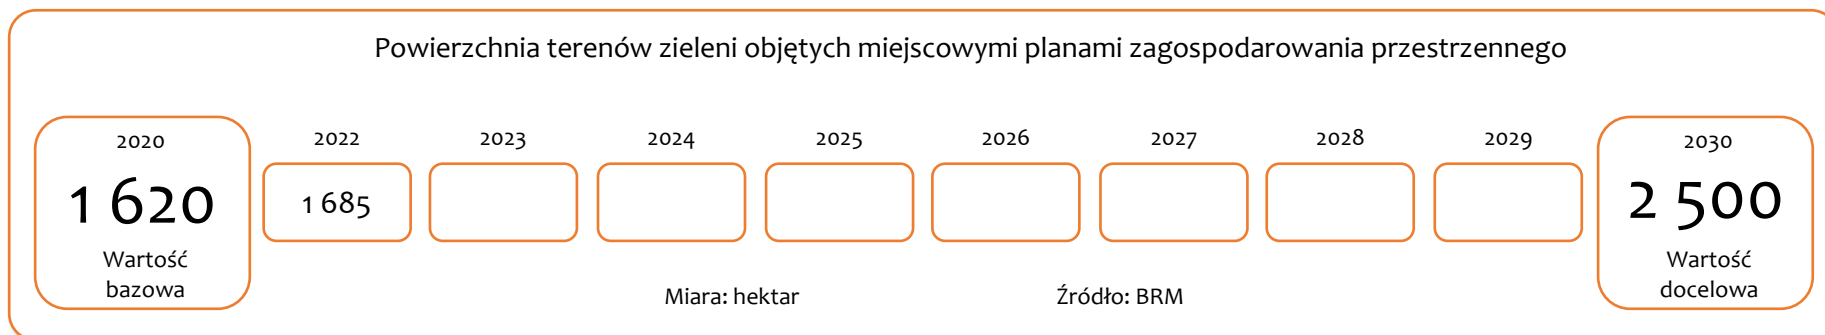 Powierzchnia terenów zieleni objętych miejscowymi planami zagospodarowania przestrzennego
2020 2022 2023 2024 2025 2026 2027 2028 2029 2030
1 620 1 685 2 500
Wartość
bazowa
Wartość
docelowa
Miara: hektar Źródło: BRM